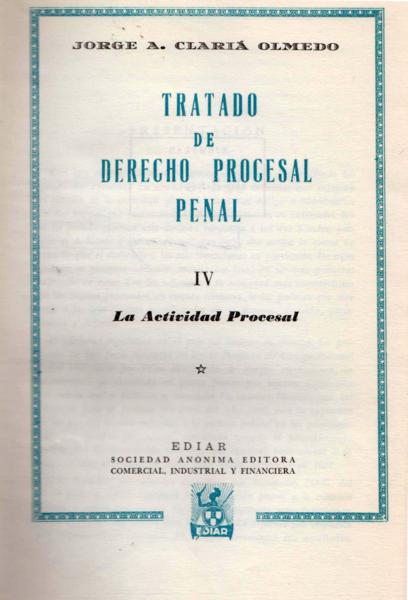 JORGE A. CLARIÁ OLMEDO
TRATADO
DE
DERECHO PROCESAL
PENAL
IV
La Actividad Procesal
EDIAR
SOCIEDAD ANONIMA EDITORA
COMERCIAL, INDUSTRIAL Y FINANCIERA
EDIAR